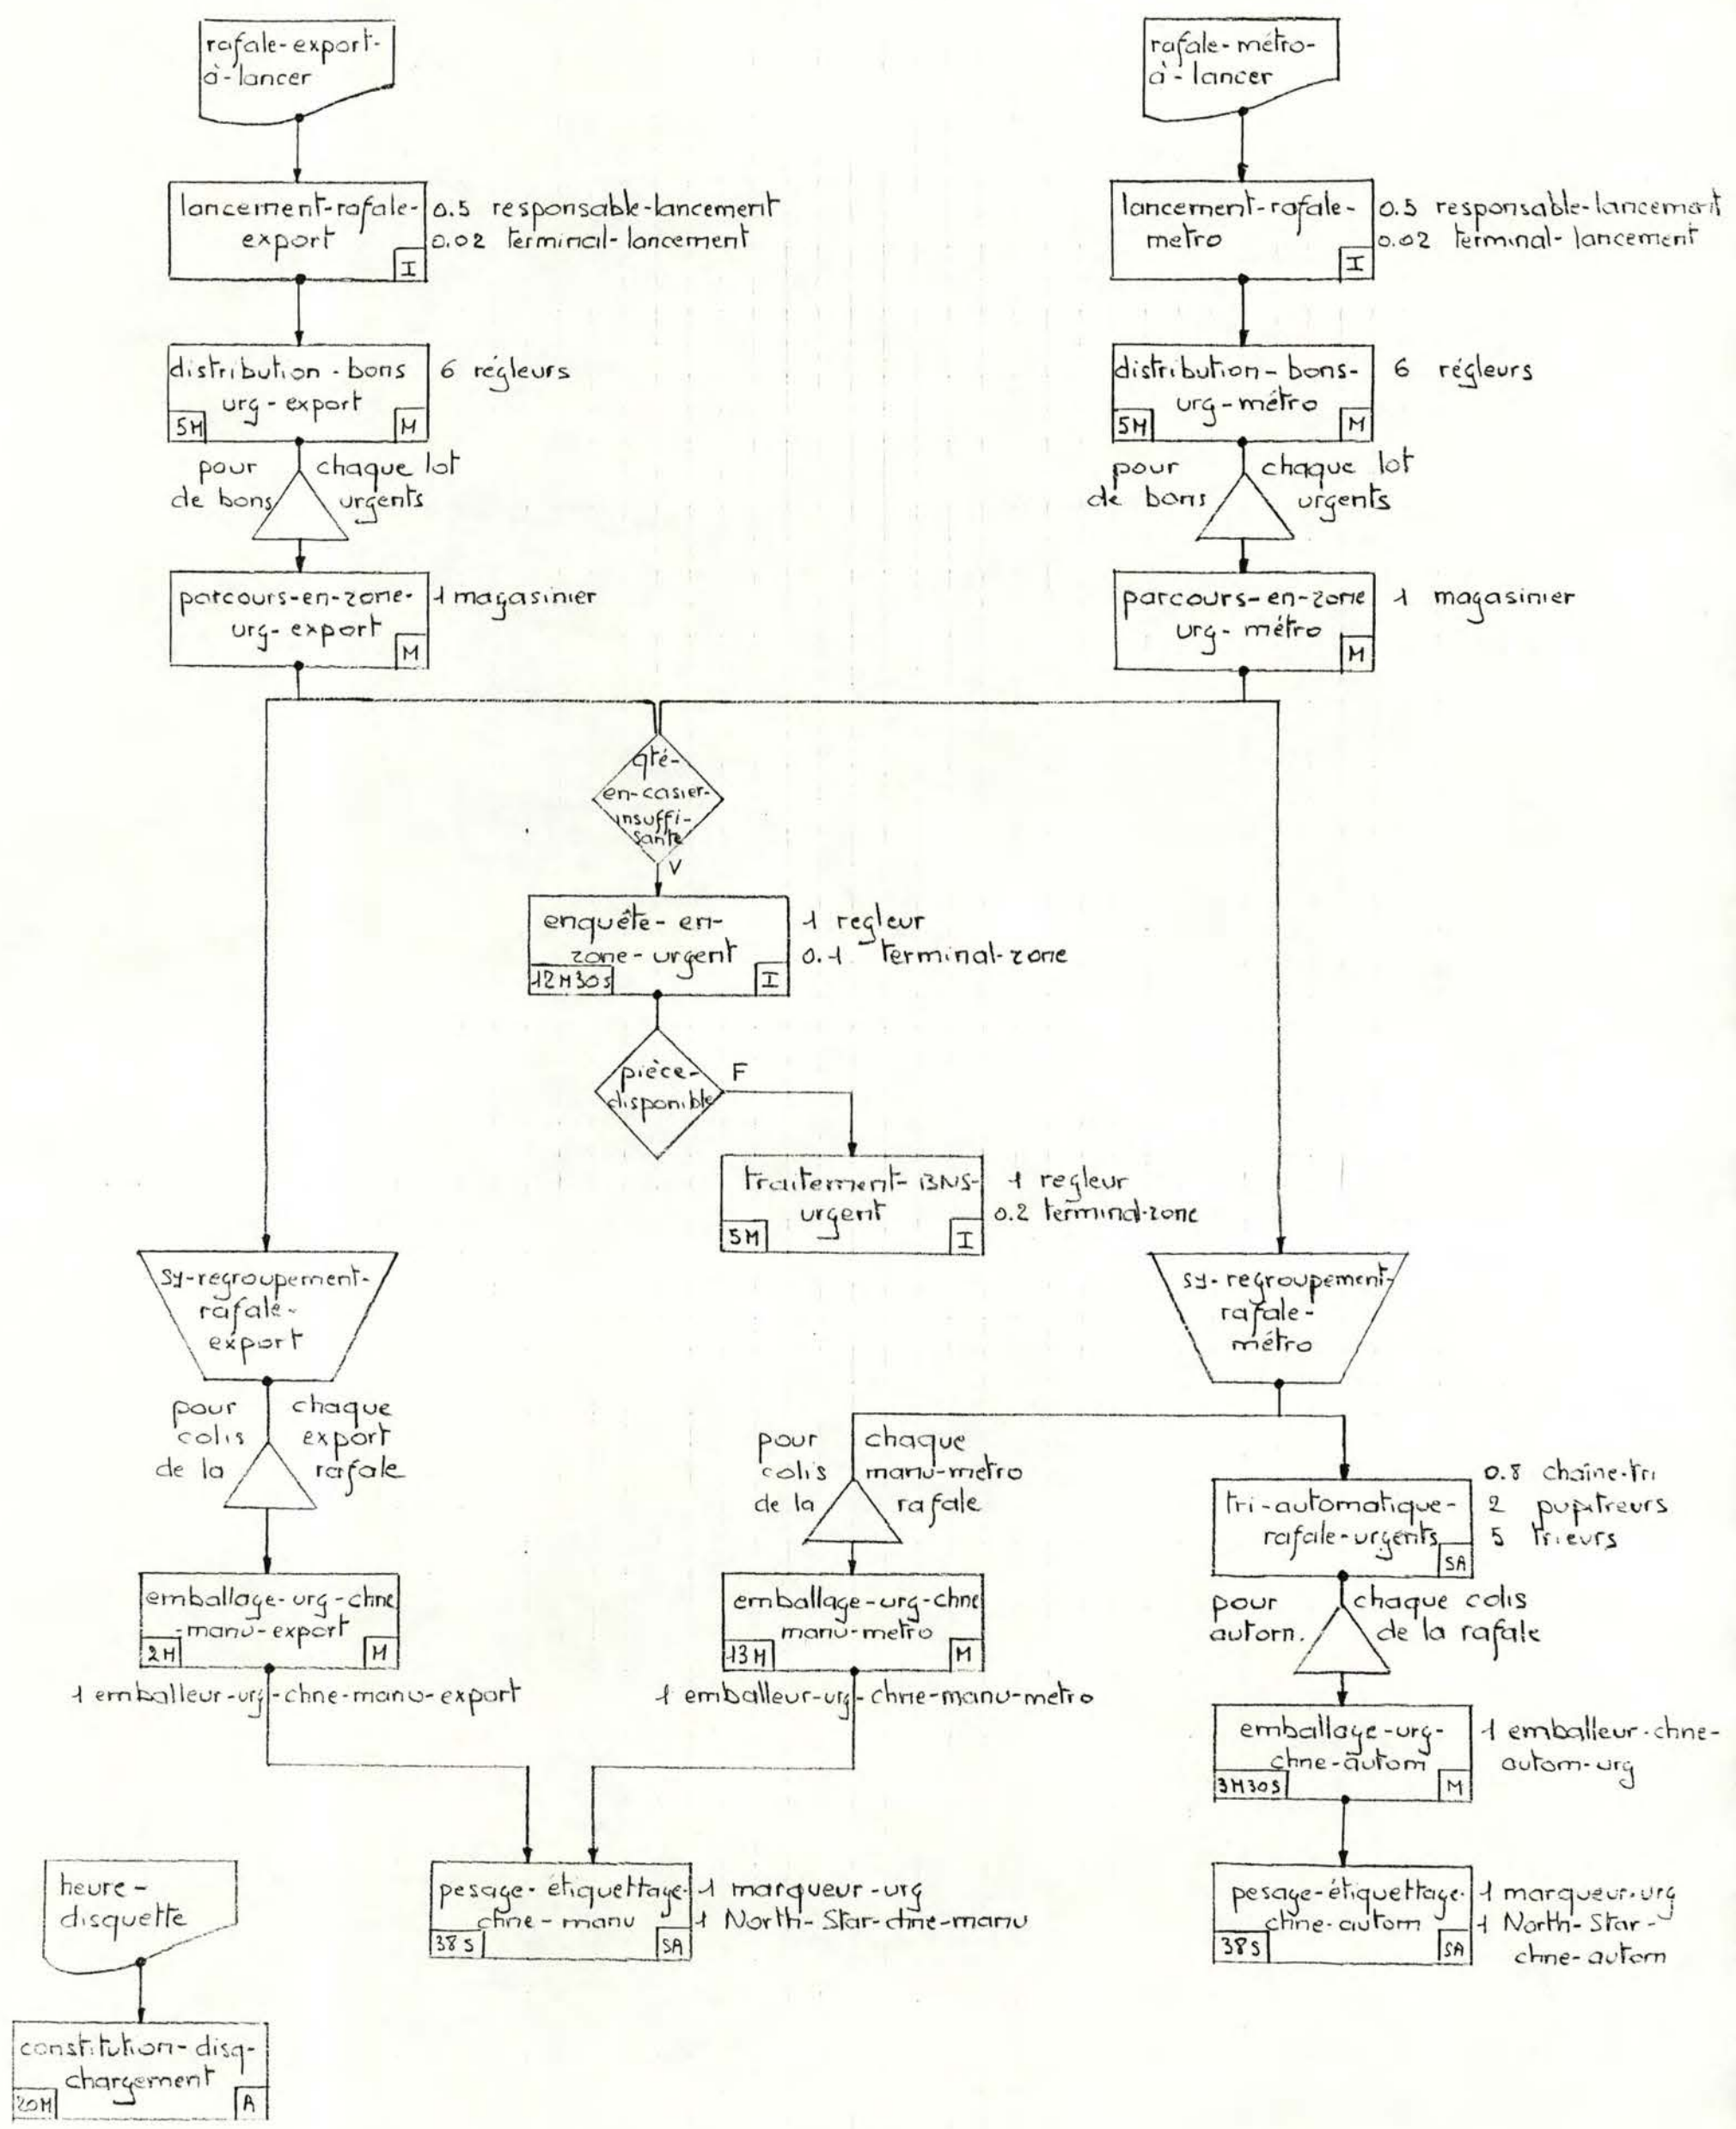 rafale-export-
à-lancer
lancement-rafale-
export
I
0.5 responsable-lancement
0.02 terminal-lancement
distribution-bons
urg-export
5M
M
6 régleurs
pour chaque lot
de bons urgents
parcours-en-zone-
urg-export
M
1 magasinier
rafale-métro-
à-lancer
lancement-rafale-
metro
I
0.5 responsable-lancement
0.02 terminal-lancement
distribution-bons-
urg-métro
5M
M
6 régleurs
pour chaque lot
de bons urgents
parcours-en-zone
urg-métro
M
1 magasinier
qté-
en-casier-
insuffi-
sante
V
enquête-en-
zone-urgent
12M30S
I
1 regleur
0.1 terminal-zone
pièce-
disponible
F
traitement-BNS-
urgent
5M
I
1 regleur
0.2 terminal-zone
sy-regroupement-
rafale-
export
pour chaque
colis export
de la rafale
emballage-urg-chne
-manu-export
2M
M
1 emballeur-urg-chne-manu-export
sy-regroupement-
rafale-
métro
pour chaque
colis manu-metro
de la rafale
emballage-urg-chne
manu-metro
13M
M
1 emballeur-urg-chne-manu-metro
tri-automatique-
rafale-urgents
SA
0.8 chaîne-tri
2 pupitreurs
5 trieurs
pour chaque colis
autom. de la rafale
emballage-urg-
chne-autom
3M30S
M
1 emballeur-chne-
autom-urg
pesage-étiquettage-
chne-manu
38S
SA
1 marqueur-urg
1 North-Star-chne-manu
pesage-étiquettage-
chne-autom
38S
SA
1 marqueur-urg
1 North-Star-
chne-autom
heure-
disquette
constitution-disq-
chargement
20M
A